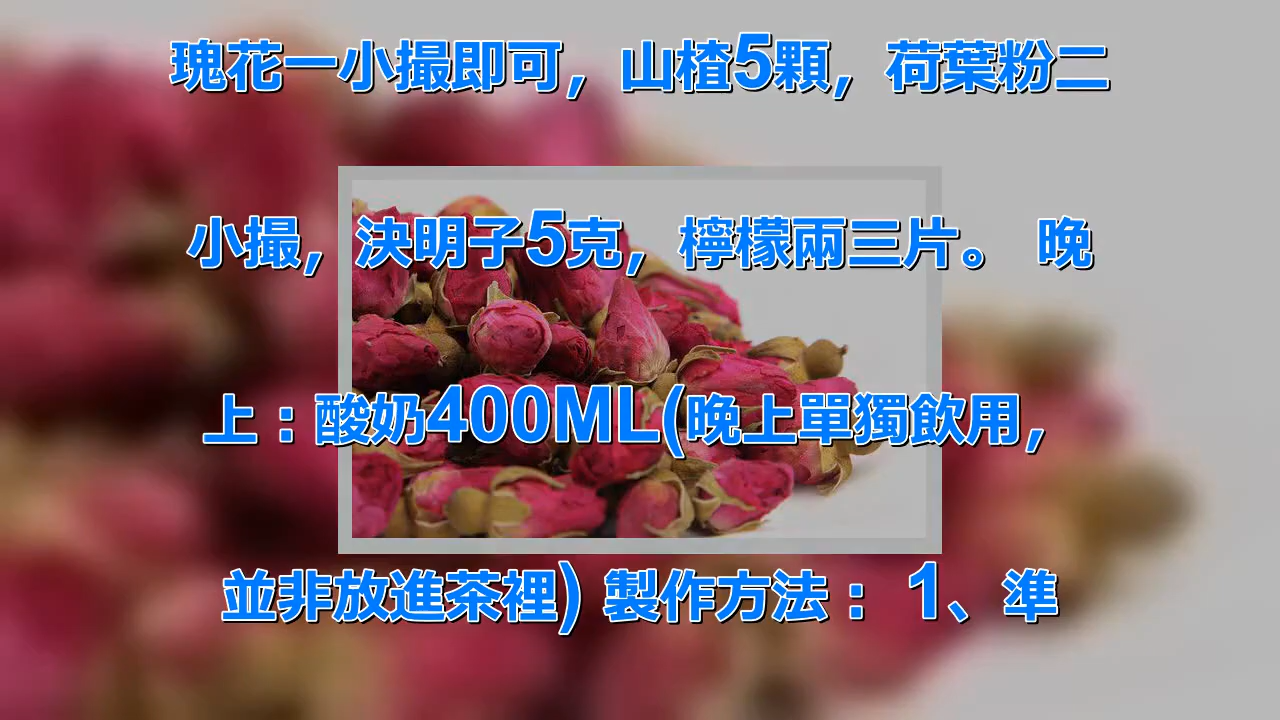 瑰花一小撮即可，山楂5顆，荷葉粉二
小撮，決明子5克，檸檬兩三片。 晚
上：酸奶400ML(晚上單獨飲用，
並非放進茶裡) 製作方法： 1、準